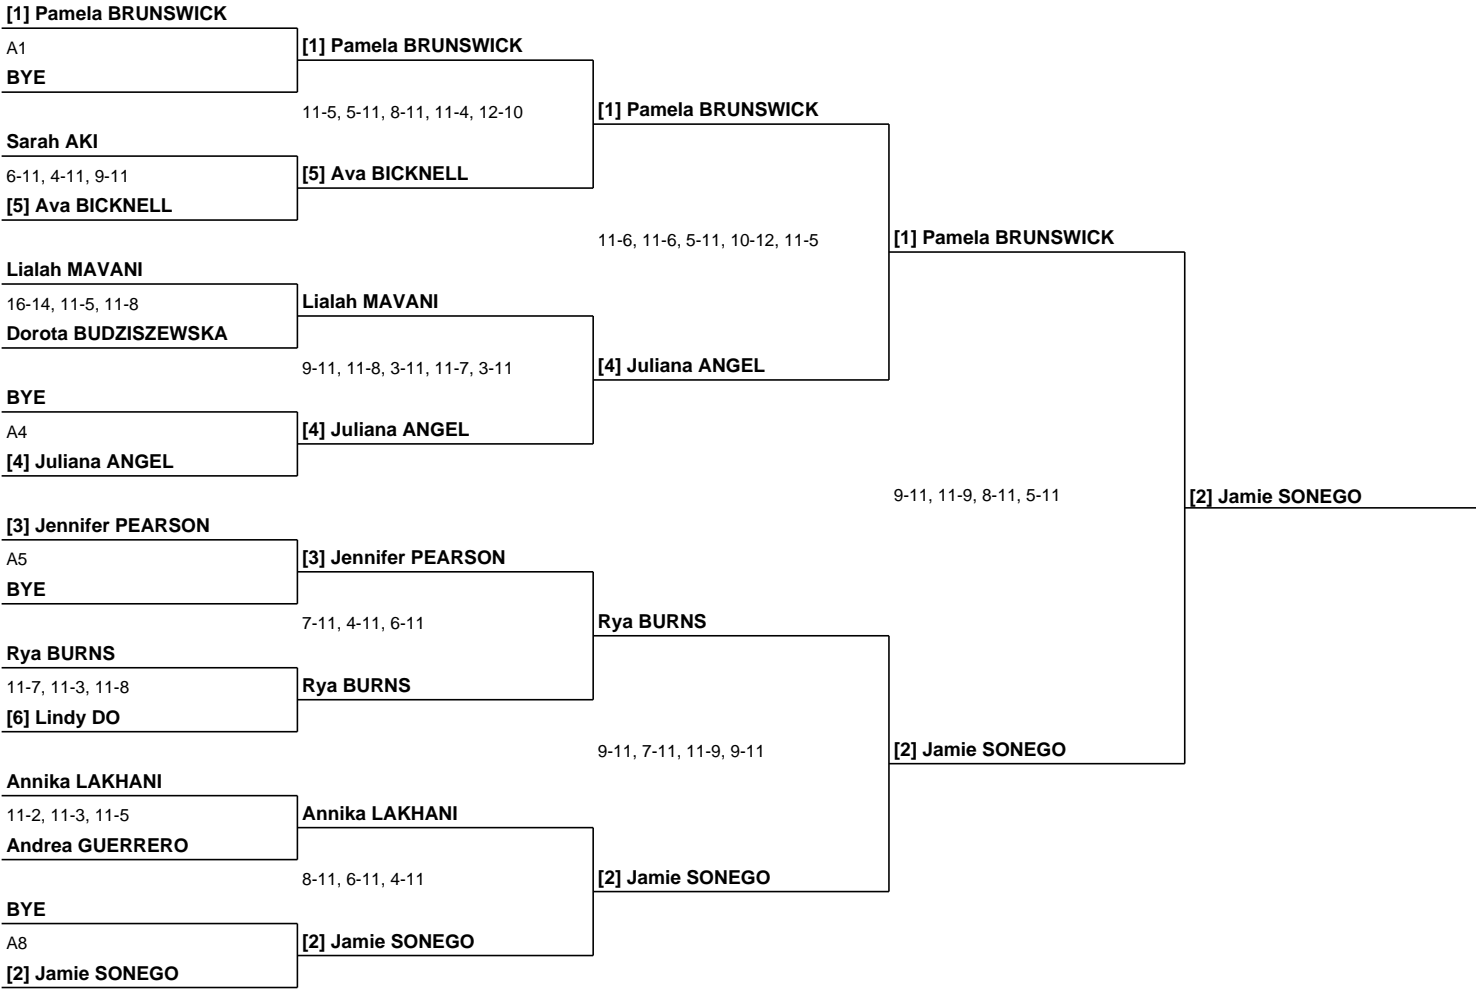 [1] Pamela BRUNSWICK
A1
BYE
Sarah AKI
6-11, 4-11, 9-11
[5] Ava BICKNELL
Lialah MAVANI
16-14, 11-5, 11-8
Dorota BUDZISZEWSKA
BYE
A4
[4] Juliana ANGEL
[3] Jennifer PEARSON
A5
BYE
Rya BURNS
11-7, 11-3, 11-8
[6] Lindy DO
Annika LAKHANI
11-2, 11-3, 11-5
Andrea GUERRERO
BYE
A8
[2] Jamie SONEGO
[1] Pamela BRUNSWICK
11-5, 5-11, 8-11, 11-4, 12-10
[5] Ava BICKNELL
Lialah MAVANI
9-11, 11-8, 3-11, 11-7, 3-11
[4] Juliana ANGEL
[3] Jennifer PEARSON
7-11, 4-11, 6-11
Rya BURNS
Annika LAKHANI
8-11, 6-11, 4-11
[2] Jamie SONEGO
[1] Pamela BRUNSWICK
11-6, 11-6, 5-11, 10-12, 11-5
[4] Juliana ANGEL
Rya BURNS
9-11, 7-11, 11-9, 9-11
[2] Jamie SONEGO
[1] Pamela BRUNSWICK
9-11, 11-9, 8-11, 5-11
[2] Jamie SONEGO
[2] Jamie SONEGO